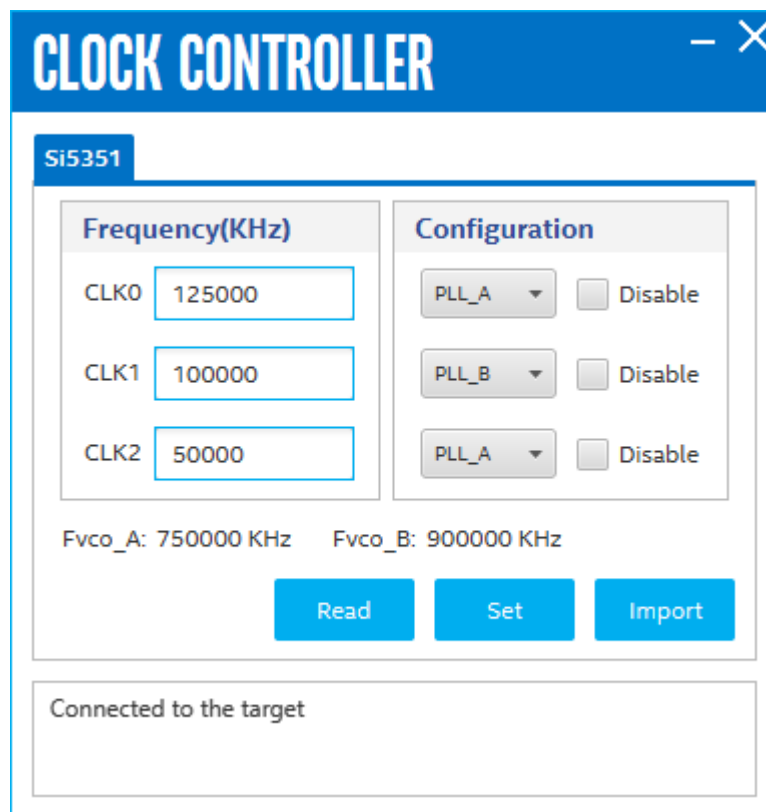 CLOCK CONTROLLER
Si5351
Frequency(KHz)
Configuration
CLK0 125000 PLL_A Disable
CLK1 100000 PLL_B Disable
CLK2 50000 PLL_A Disable
Fvco_A: 750000 KHz Fvco_B: 900000 KHz
Read Set Import
Connected to the target